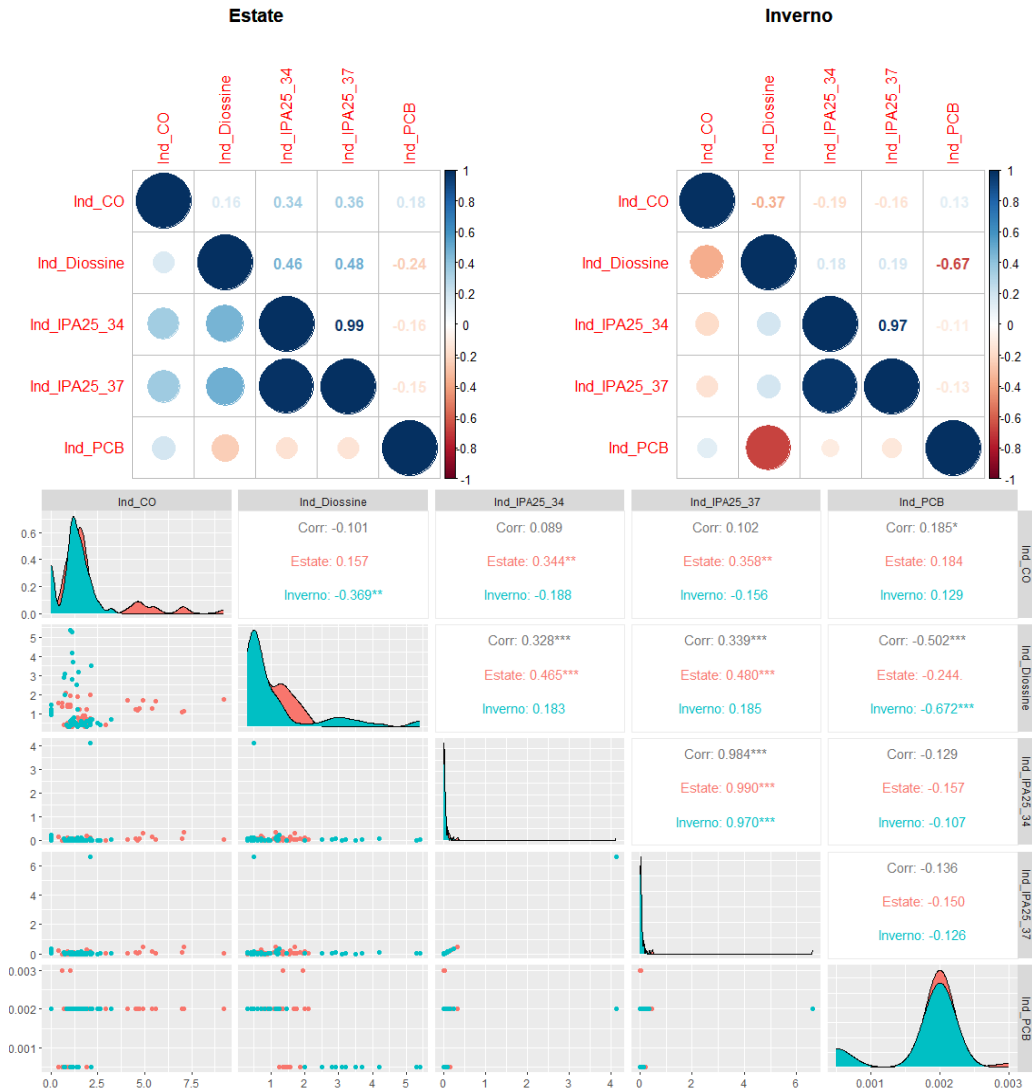 Estate Inverno
Ind_CO Ind_Diossine Ind_IPA25_34 Ind_IPA25_37 Ind_PCB Ind_CO Ind_Diossine Ind_IPA25_34 Ind_IPA25_37 Ind_PCB
Ind_CO 0.16 0.34 0.36 0.18
Ind_Diossine 0.46 0.48 -0.24
Ind_IPA25_34 0.99 -0.16
Ind_IPA25_37 -0.15
Ind_PCB
1
0.8
0.6
0.4
0.2
0
-0.2
-0.4
-0.6
-0.8
-1
Ind_CO -0.37 -0.19 -0.16 0.13
Ind_Diossine 0.18 0.19 -0.67
Ind_IPA25_34 0.97 -0.11
Ind_IPA25_37 -0.13
Ind_PCB
1
0.8
0.6
0.4
0.2
0
-0.2
-0.4
-0.6
-0.8
-1
Ind_CO Ind_Diossine Ind_IPA25_34 Ind_IPA25_37 Ind_PCB
Corr: -0.101 Corr: 0.089 Corr: 0.102 Corr: 0.185*
Estate: 0.157 Estate: 0.344** Estate: 0.358** Estate: 0.184
Inverno: -0.369** Inverno: -0.188 Inverno: -0.156 Inverno: 0.129
0.6
0.4
0.2
0.0
Ind_CO
Corr: 0.328*** Corr: 0.339*** Corr: -0.502***
Estate: 0.465*** Estate: 0.480*** Estate: -0.244.
Inverno: 0.183 Inverno: 0.185 Inverno: -0.672***
5
4
3
2
1
0
Ind_Diossine
Corr: 0.984*** Corr: -0.129
Estate: 0.990*** Estate: -0.157
Inverno: 0.970*** Inverno: -0.107
4
3
2
1
0
Ind_IPA25_34
Corr: -0.136
Estate: -0.150
Inverno: -0.126
6
4
2
0
Ind_IPA25_37
0.003
0.002
0.001
Ind_PCB
0.0 2.5 5.0 7.5 0 1 2 3 4 5 0 1 2 3 4 0 2 4 6 0.001 0.002 0.003